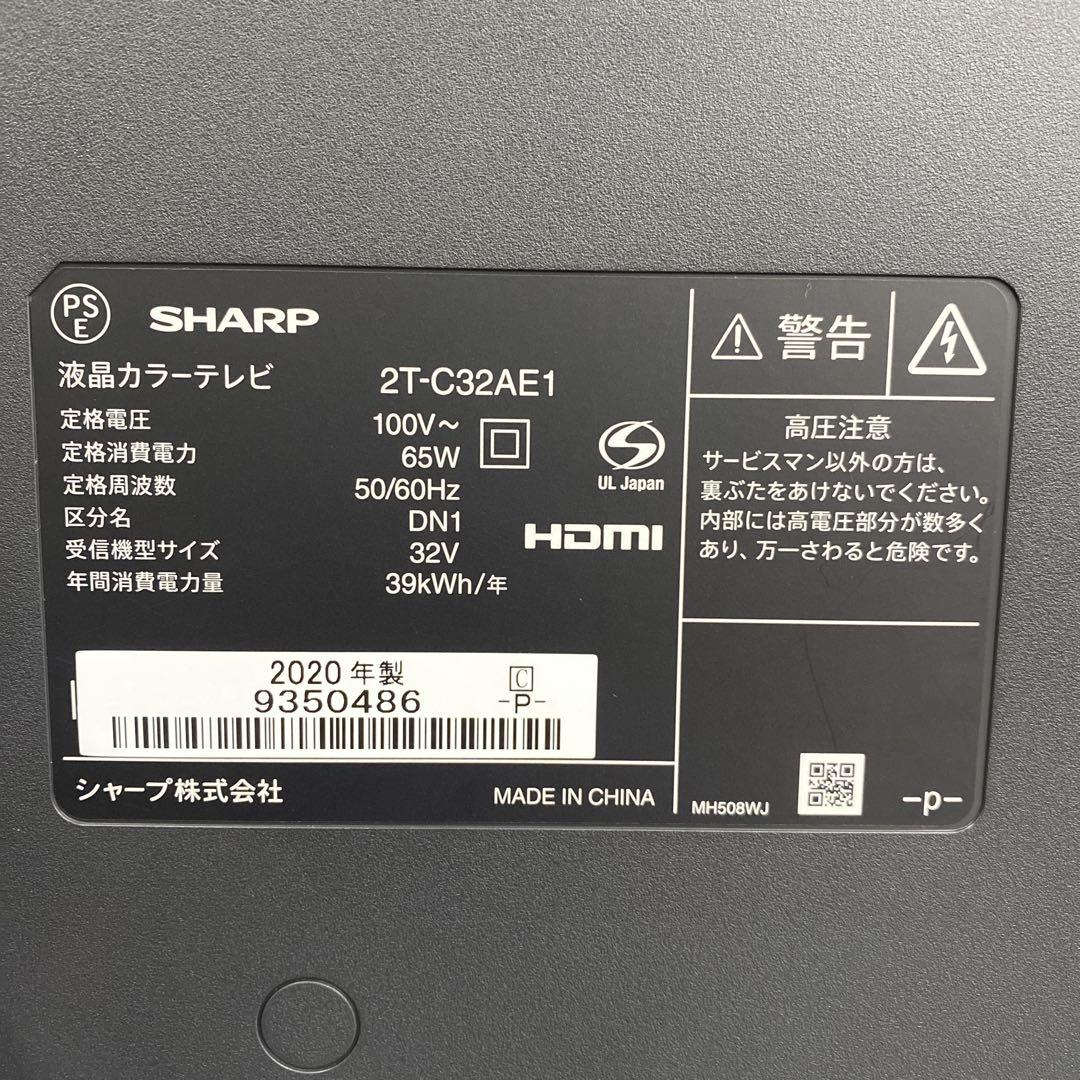 PS
E
SHARP
液晶カラーテレビ 2T-C32AE1
定格電圧 100V～
定格消費電力 65W
定格周波数 50/60Hz
区分名 DN1
受信機型サイズ 32V
年間消費電力量 39kWh/年
UL Japan
HDMI
2020 年製
9350486
C
-P-
シャープ株式会社
MADE IN CHINA
警告
高圧注意
サービスマン以外の方は、
裏ぶたをあけないでください。
内部には高電圧部分が数多く
あり、万一さわると危険です。
MH508WJ
-p-